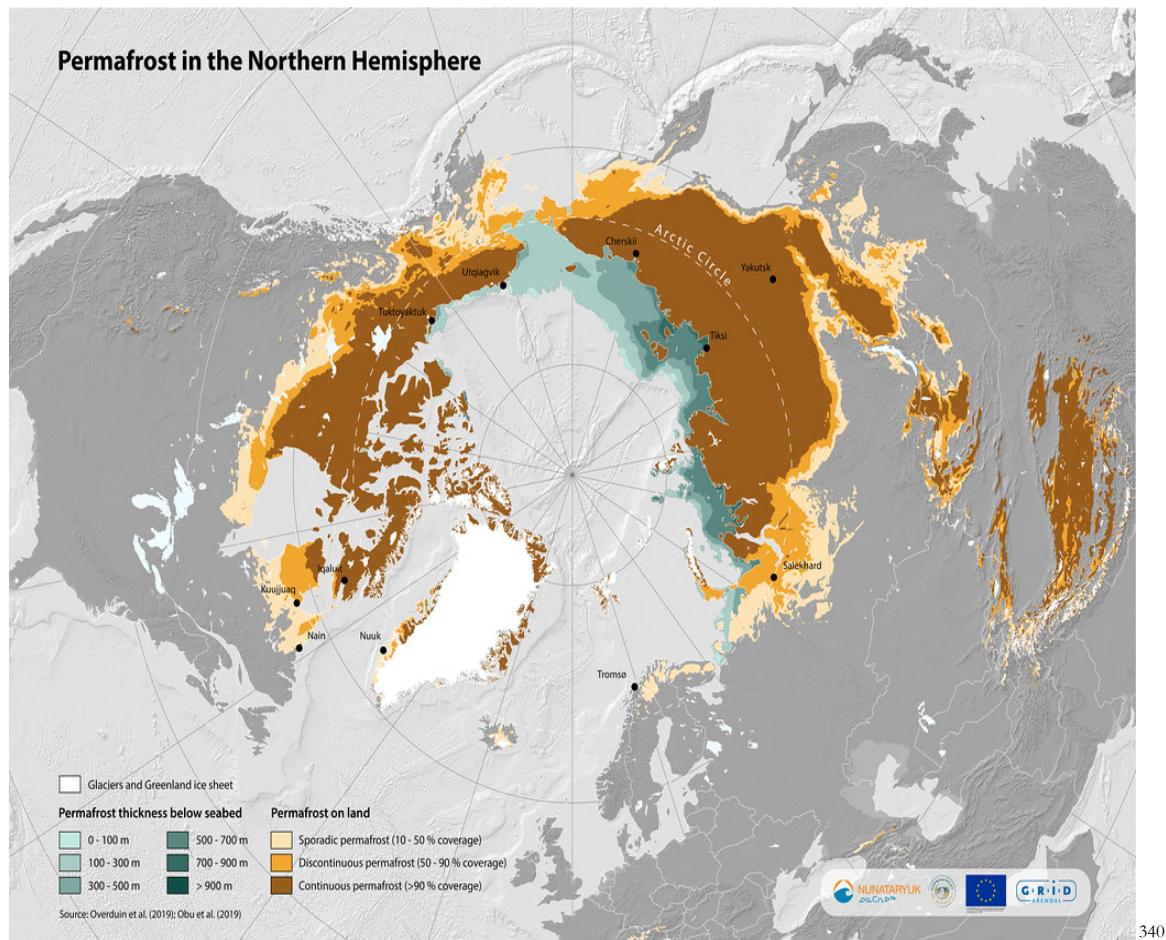 Permafrost in the Northern Hemisphere
Arctic Circle
Cherskii
Yakutsk
Utqiaġvik
Tuktoyaktuk
Tiksi
Iqaluit
Salekhard
Kuujjuaq
Nain
Nuuk
Tromsø
Glaciers and Greenland ice sheet
Permafrost thickness below seabed
0 - 100 m
100 - 300 m
300 - 500 m
500 - 700 m
700 - 900 m
> 900 m
Permafrost on land
Sporadic permafrost (10 - 50 % coverage)
Discontinuous permafrost (50 - 90 % coverage)
Continuous permafrost (>90 % coverage)
Source: Overduin et al. (2019); Obu et al. (2019)
NUNATARYUK
GRID
ARENDAL
340